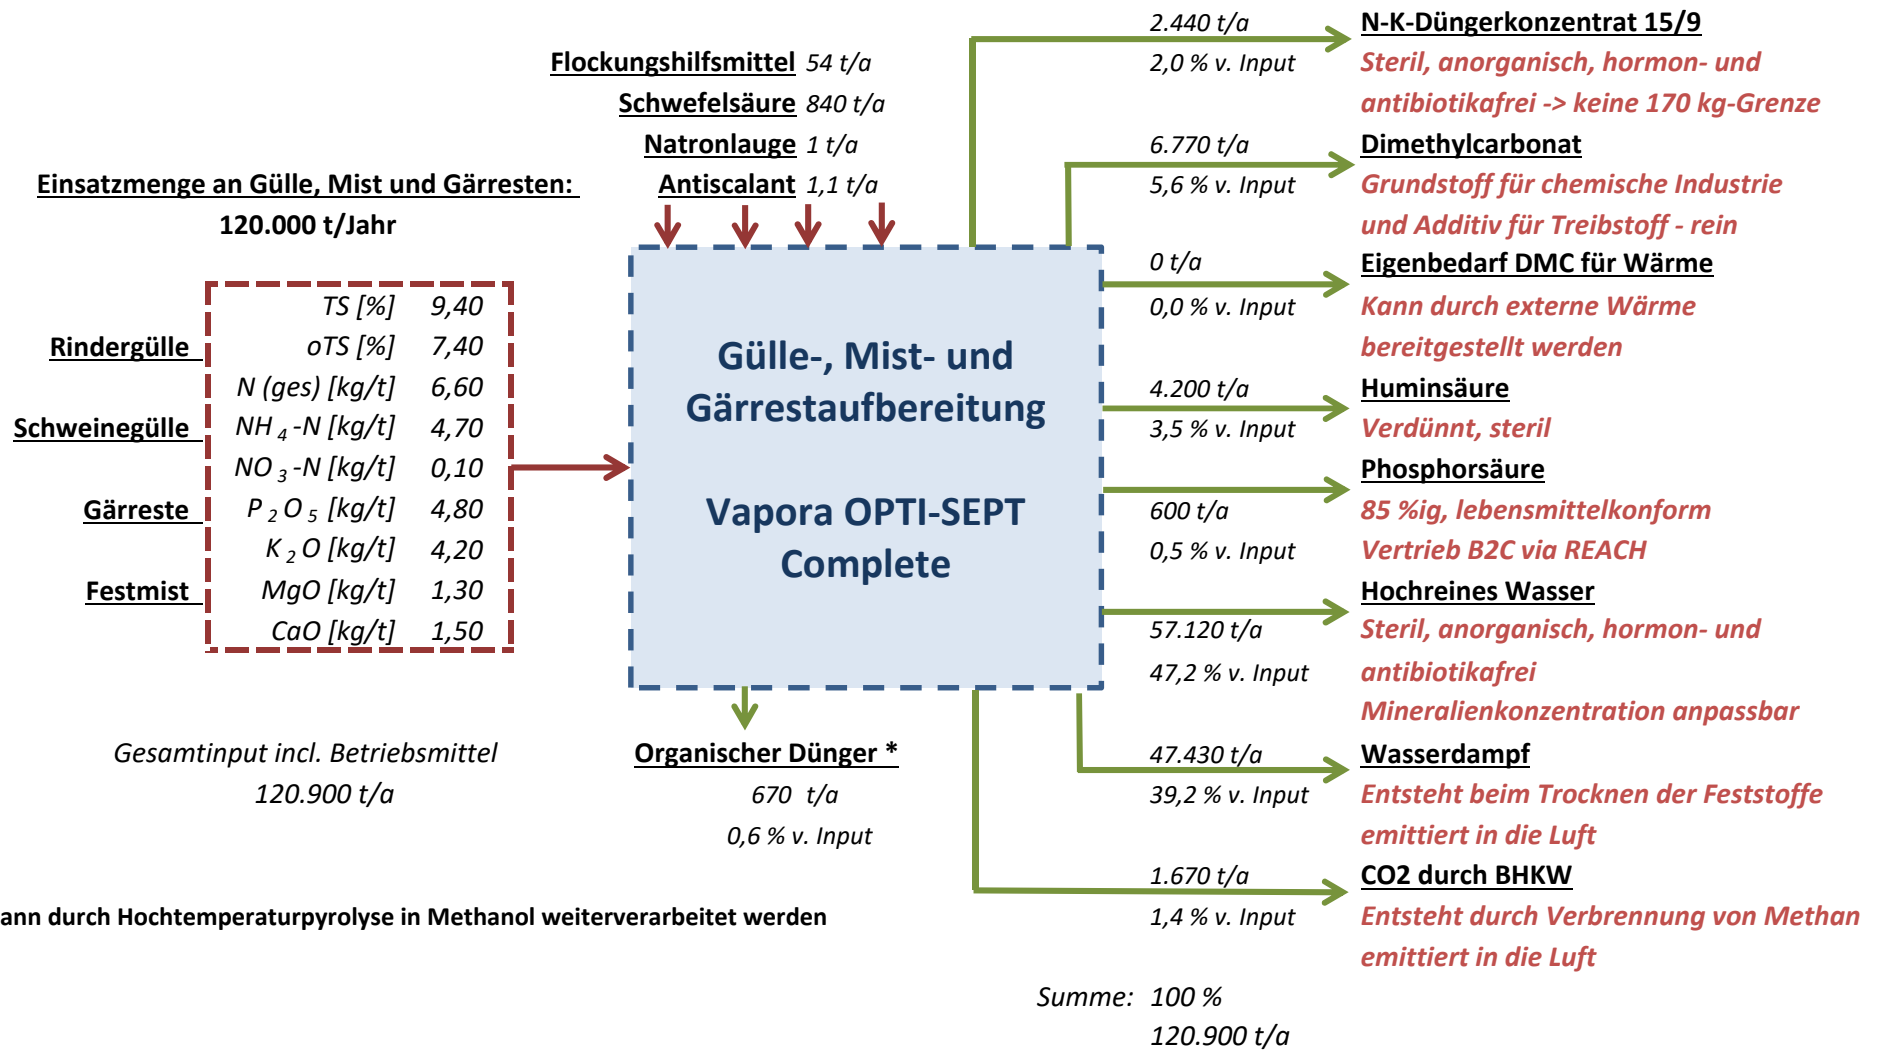 Flockungshilfsmittel 54 t/a
Schwefelsäure 840 t/a
Natronlauge 1 t/a
Antiscalant 1,1 t/a
Einsatzmenge an Gülle, Mist und Gärresten:
120.000 t/Jahr
Rindergülle
Schweinegülle
Gärreste
Festmist
TS [%] 9,40
oTS [%] 7,40
N (ges) [kg/t] 6,60
NH 4 -N [kg/t] 4,70
NO 3 -N [kg/t] 0,10
P 2 O 5 [kg/t] 4,80
K 2 O [kg/t] 4,20
MgO [kg/t] 1,30
CaO [kg/t] 1,50
Gesamtinput incl. Betriebsmittel
120.900 t/a
Gülle-, Mist- und
Gärrestaufbereitung
Vapora OPTI-SEPT
Complete
Organischer Dünger *
670 t/a
0,6 % v. Input
ann durch Hochtemperaturpyrolyse in Methanol weiterverarbeitet werden
2.440 t/a
2,0 % v. Input
N-K-Düngerkonzentrat 15/9
Steril, anorganisch, hormon- und
antibiotikafrei -> keine 170 kg-Grenze
6.770 t/a
5,6 % v. Input
Dimethylcarbonat
Grundstoff für chemische Industrie
und Additiv für Treibstoff - rein
0 t/a
0,0 % v. Input
Eigenbedarf DMC für Wärme
Kann durch externe Wärme
bereitgestellt werden
4.200 t/a
3,5 % v. Input
Huminsäure
Verdünnt, steril
600 t/a
0,5 % v. Input
Phosphorsäure
85 %ig, lebensmittelkonform
Vertrieb B2C via REACH
57.120 t/a
47,2 % v. Input
Hochreines Wasser
Steril, anorganisch, hormon- und
antibiotikafrei
Mineralienkonzentration anpassbar
47.430 t/a
39,2 % v. Input
Wasserdampf
Entsteht beim Trocknen der Feststoffe
emittiert in die Luft
1.670 t/a
1,4 % v. Input
CO2 durch BHKW
Entsteht durch Verbrennung von Methan
emittiert in die Luft
Summe: 100 %
120.900 t/a